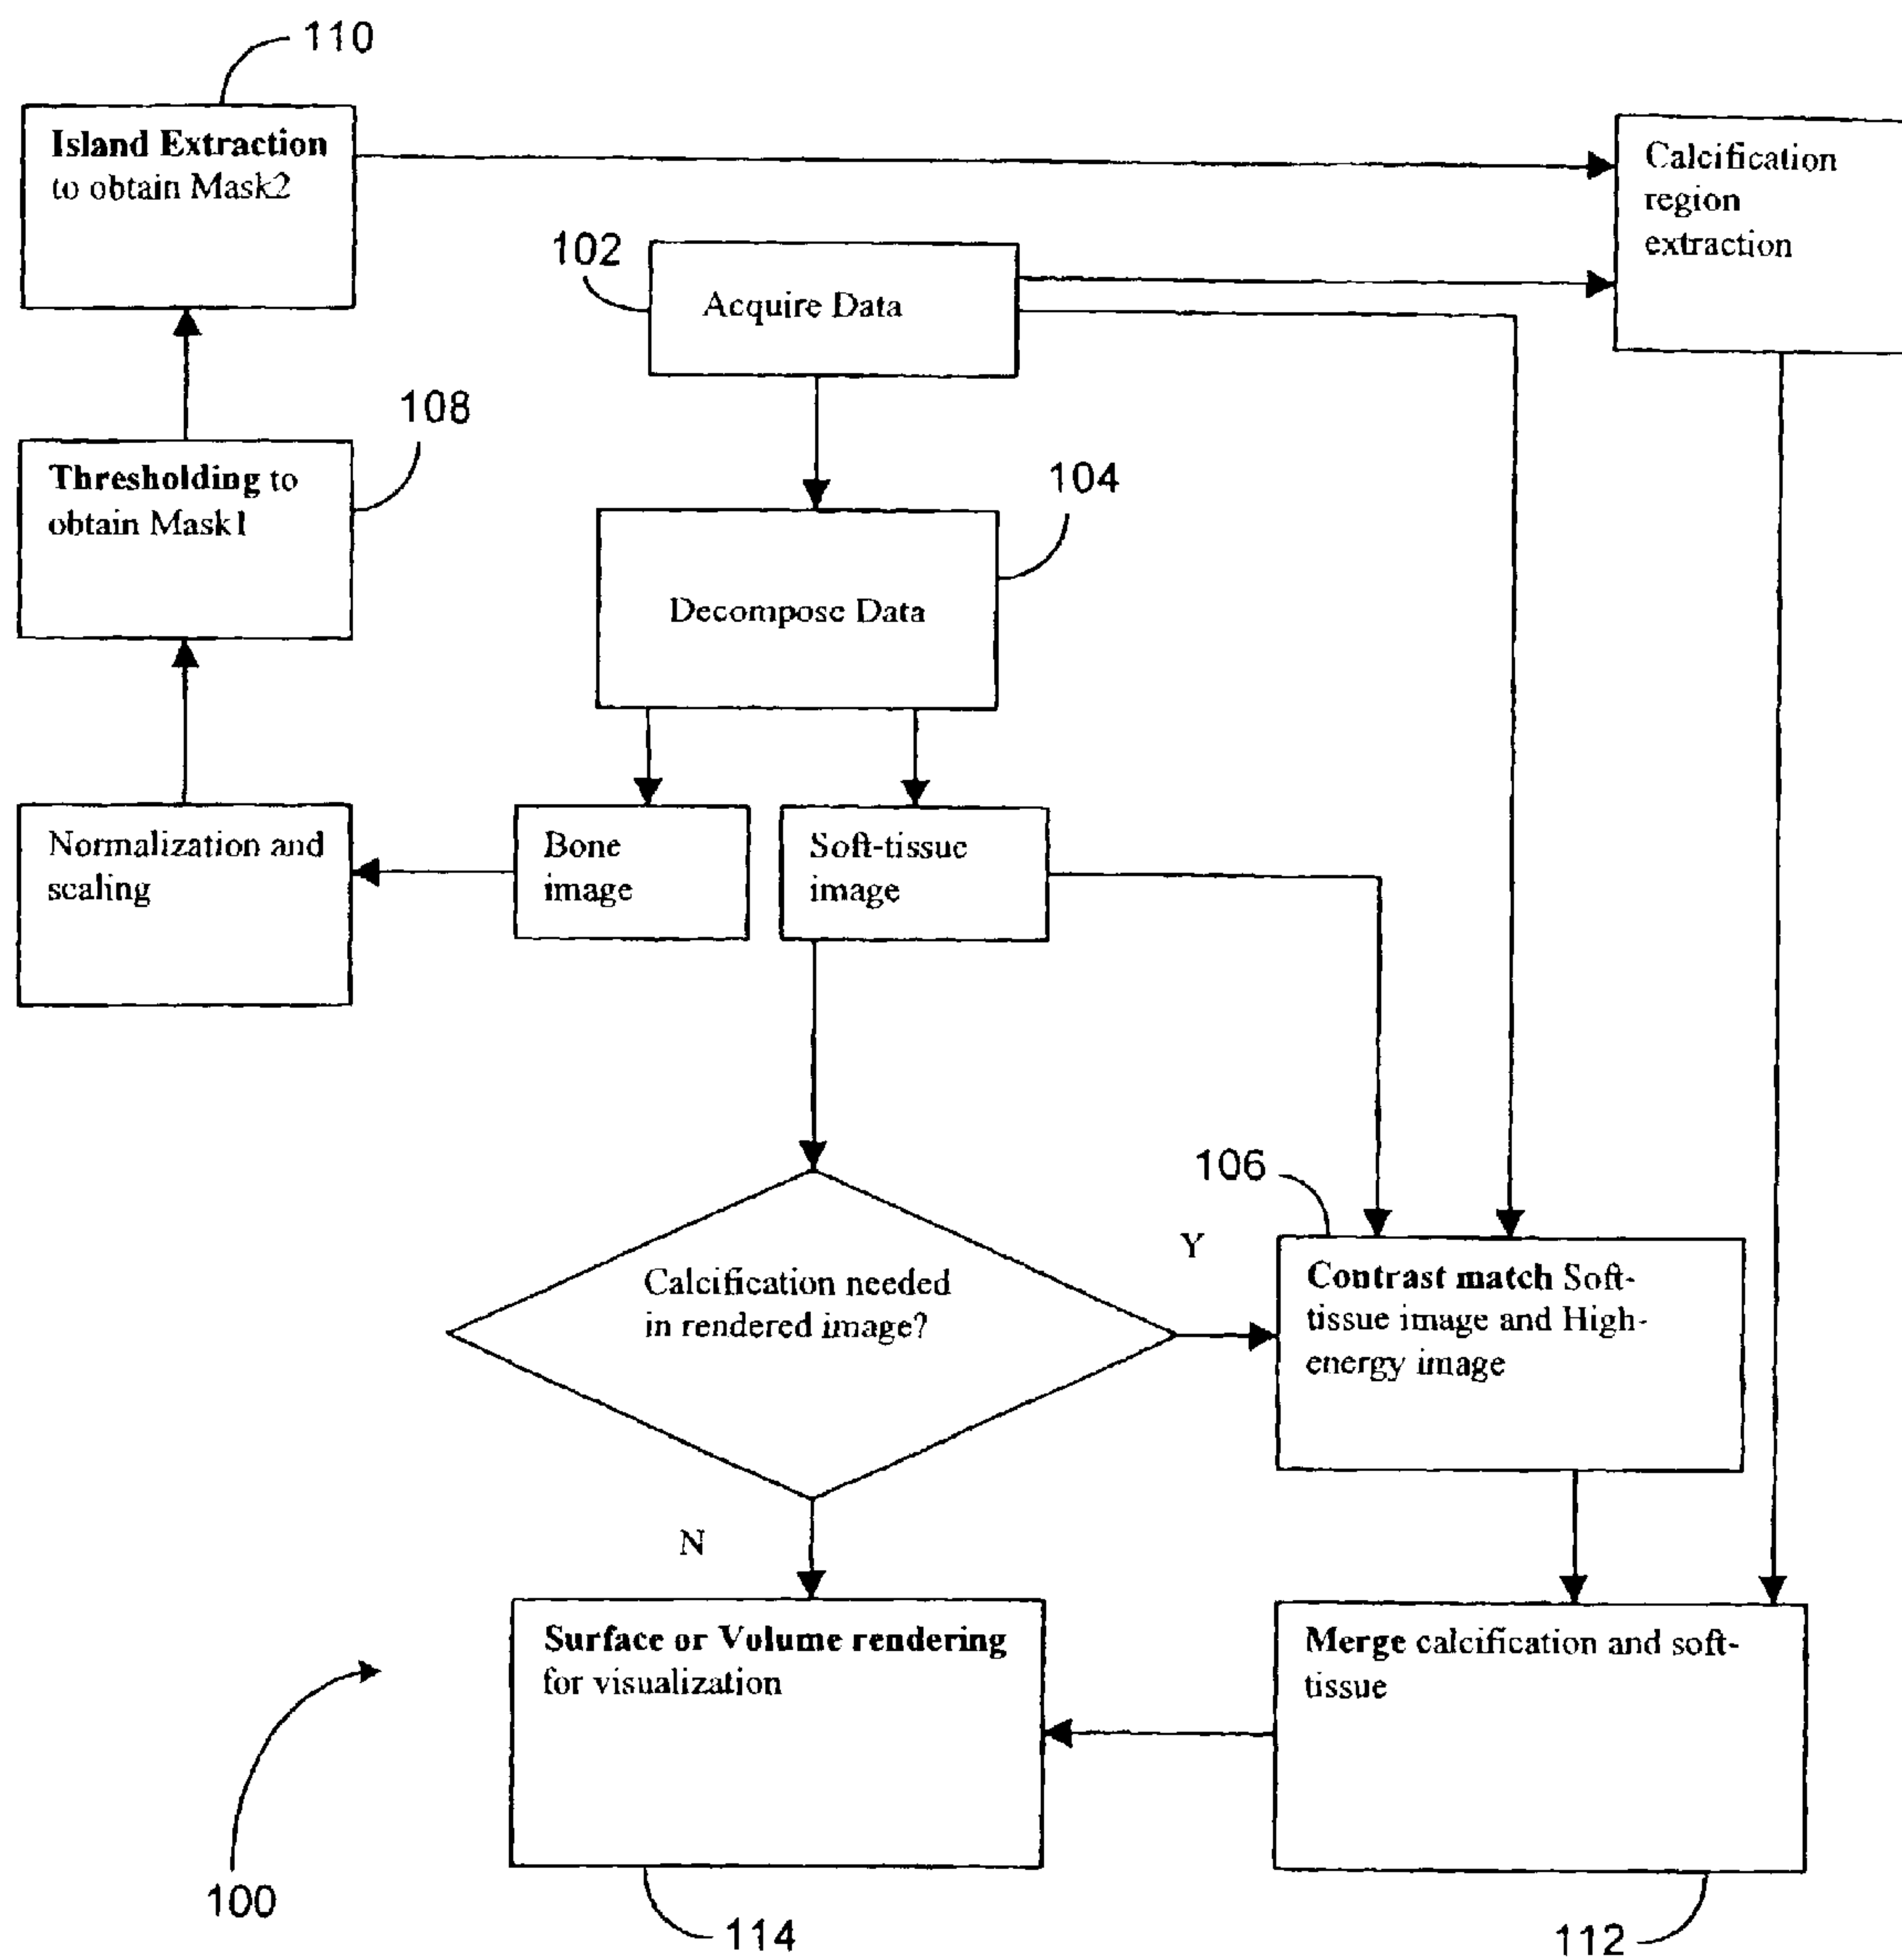 110
Island Extraction
to obtain Mask2
Calcification
region
extraction
102
Acquire Data
108
Thresholding to
obtain Mask1
104
Decompose Data
Normalization and
scaling
Bone
image
Soft-tissue
image
106
Y
Calcification needed
in rendered image?
Contrast match Soft-
tissue image and High-
energy image
N
Surface or Volume rendering
for visualization
Merge calcification and soft-
tissue
100
114
112